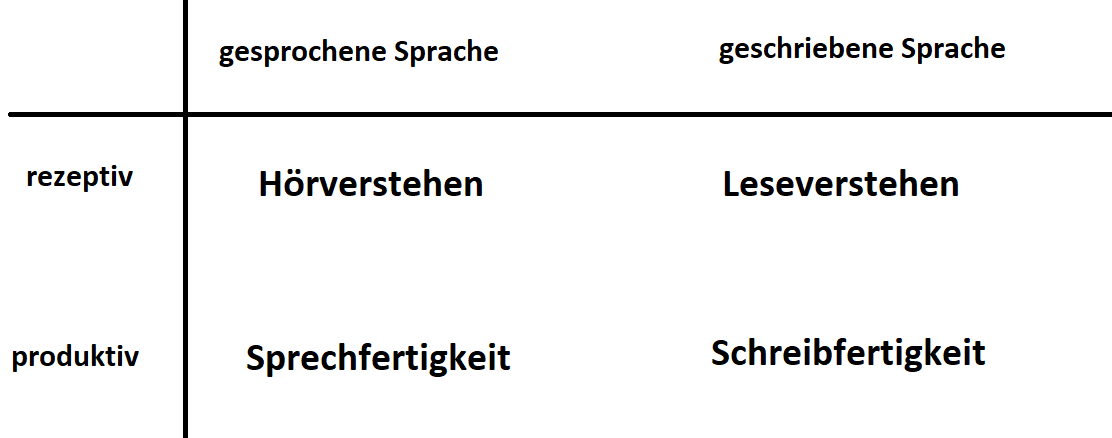 gesprochene Sprache geschriebene Sprache
rezeptiv Hörverstehen Leseverstehen
produktiv Sprechfertigkeit Schreibfertigkeit